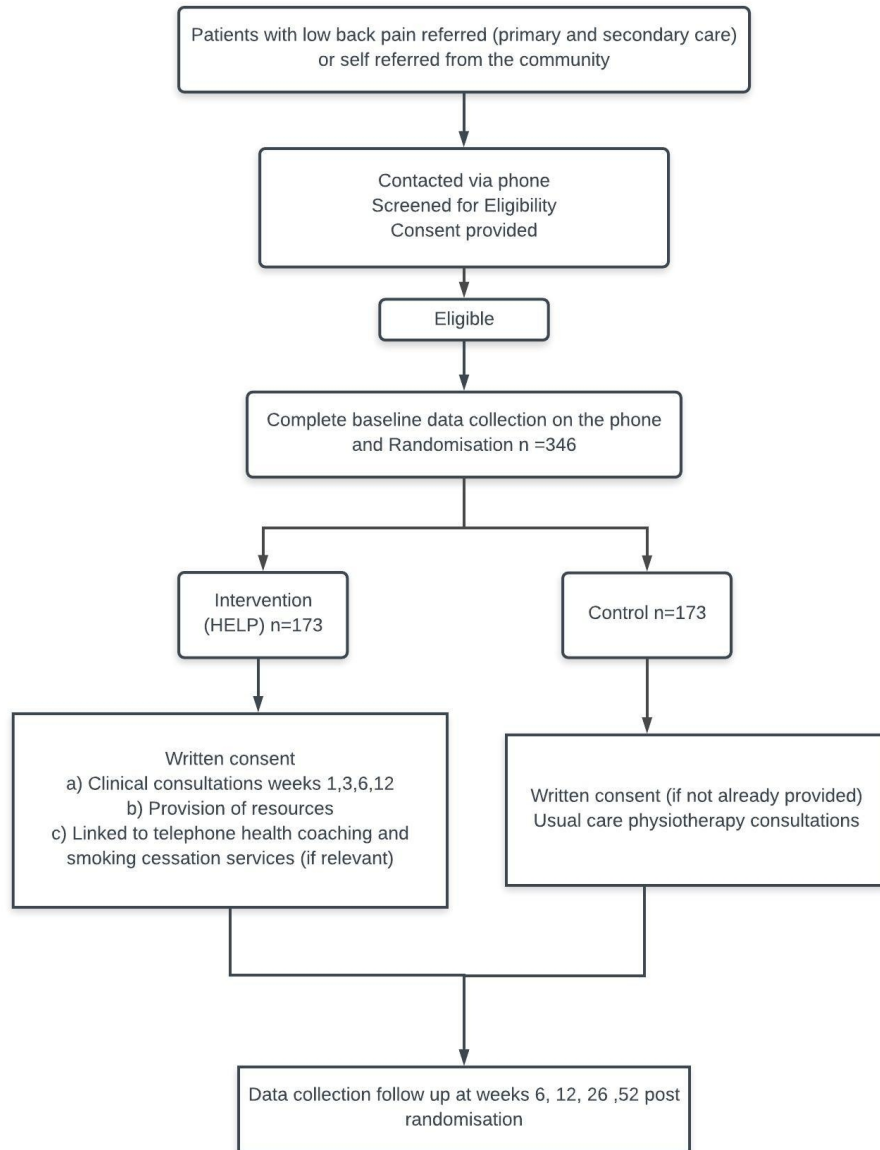 Patients with low back pain referred (primary and secondary care)
or self referred from the community
Contacted via phone
Screened for Eligibility
Consent provided
Eligible
Complete baseline data collection on the phone
and Randomisation n =346
Intervention
(HELP) n=173
Control n=173
Written consent
a) Clinical consultations weeks 1,3,6,12
b) Provision of resources
c) Linked to telephone health coaching and
smoking cessation services (if relevant)
Written consent (if not already provided)
Usual care physiotherapy consultations
Data collection follow up at weeks 6, 12, 26 ,52 post
randomisation